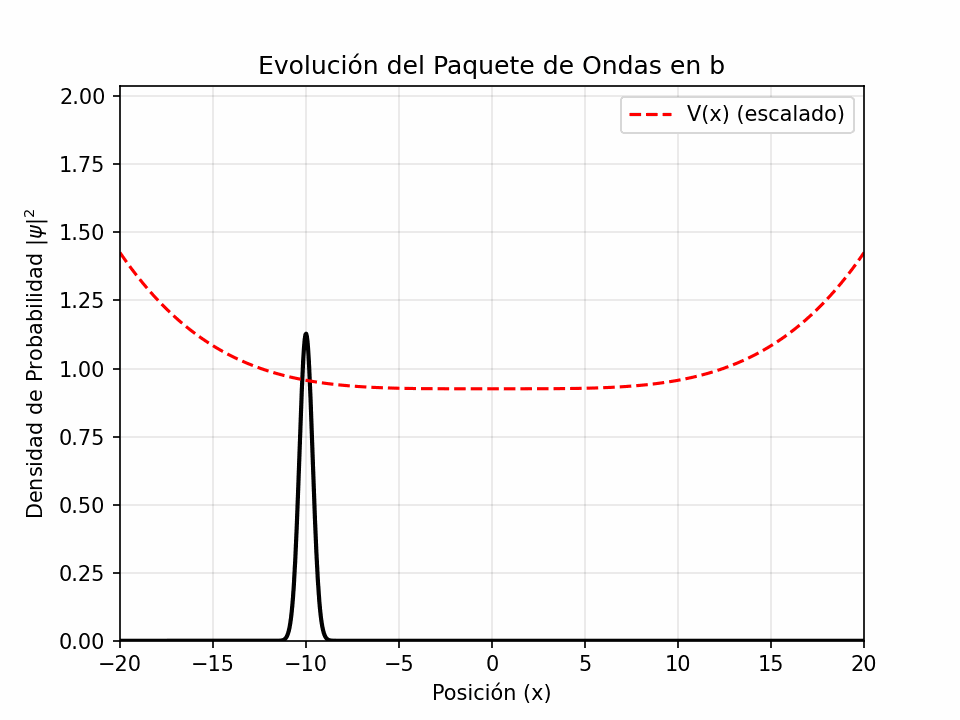 Evolución del Paquete de Ondas en b
V(x) (escalado)
Densidad de Probabilidad |ψ|²
2.00
1.75
1.50
1.25
1.00
0.75
0.50
0.25
0.00
−20 −15 −10 −5 0 5 10 15 20
Posición (x)